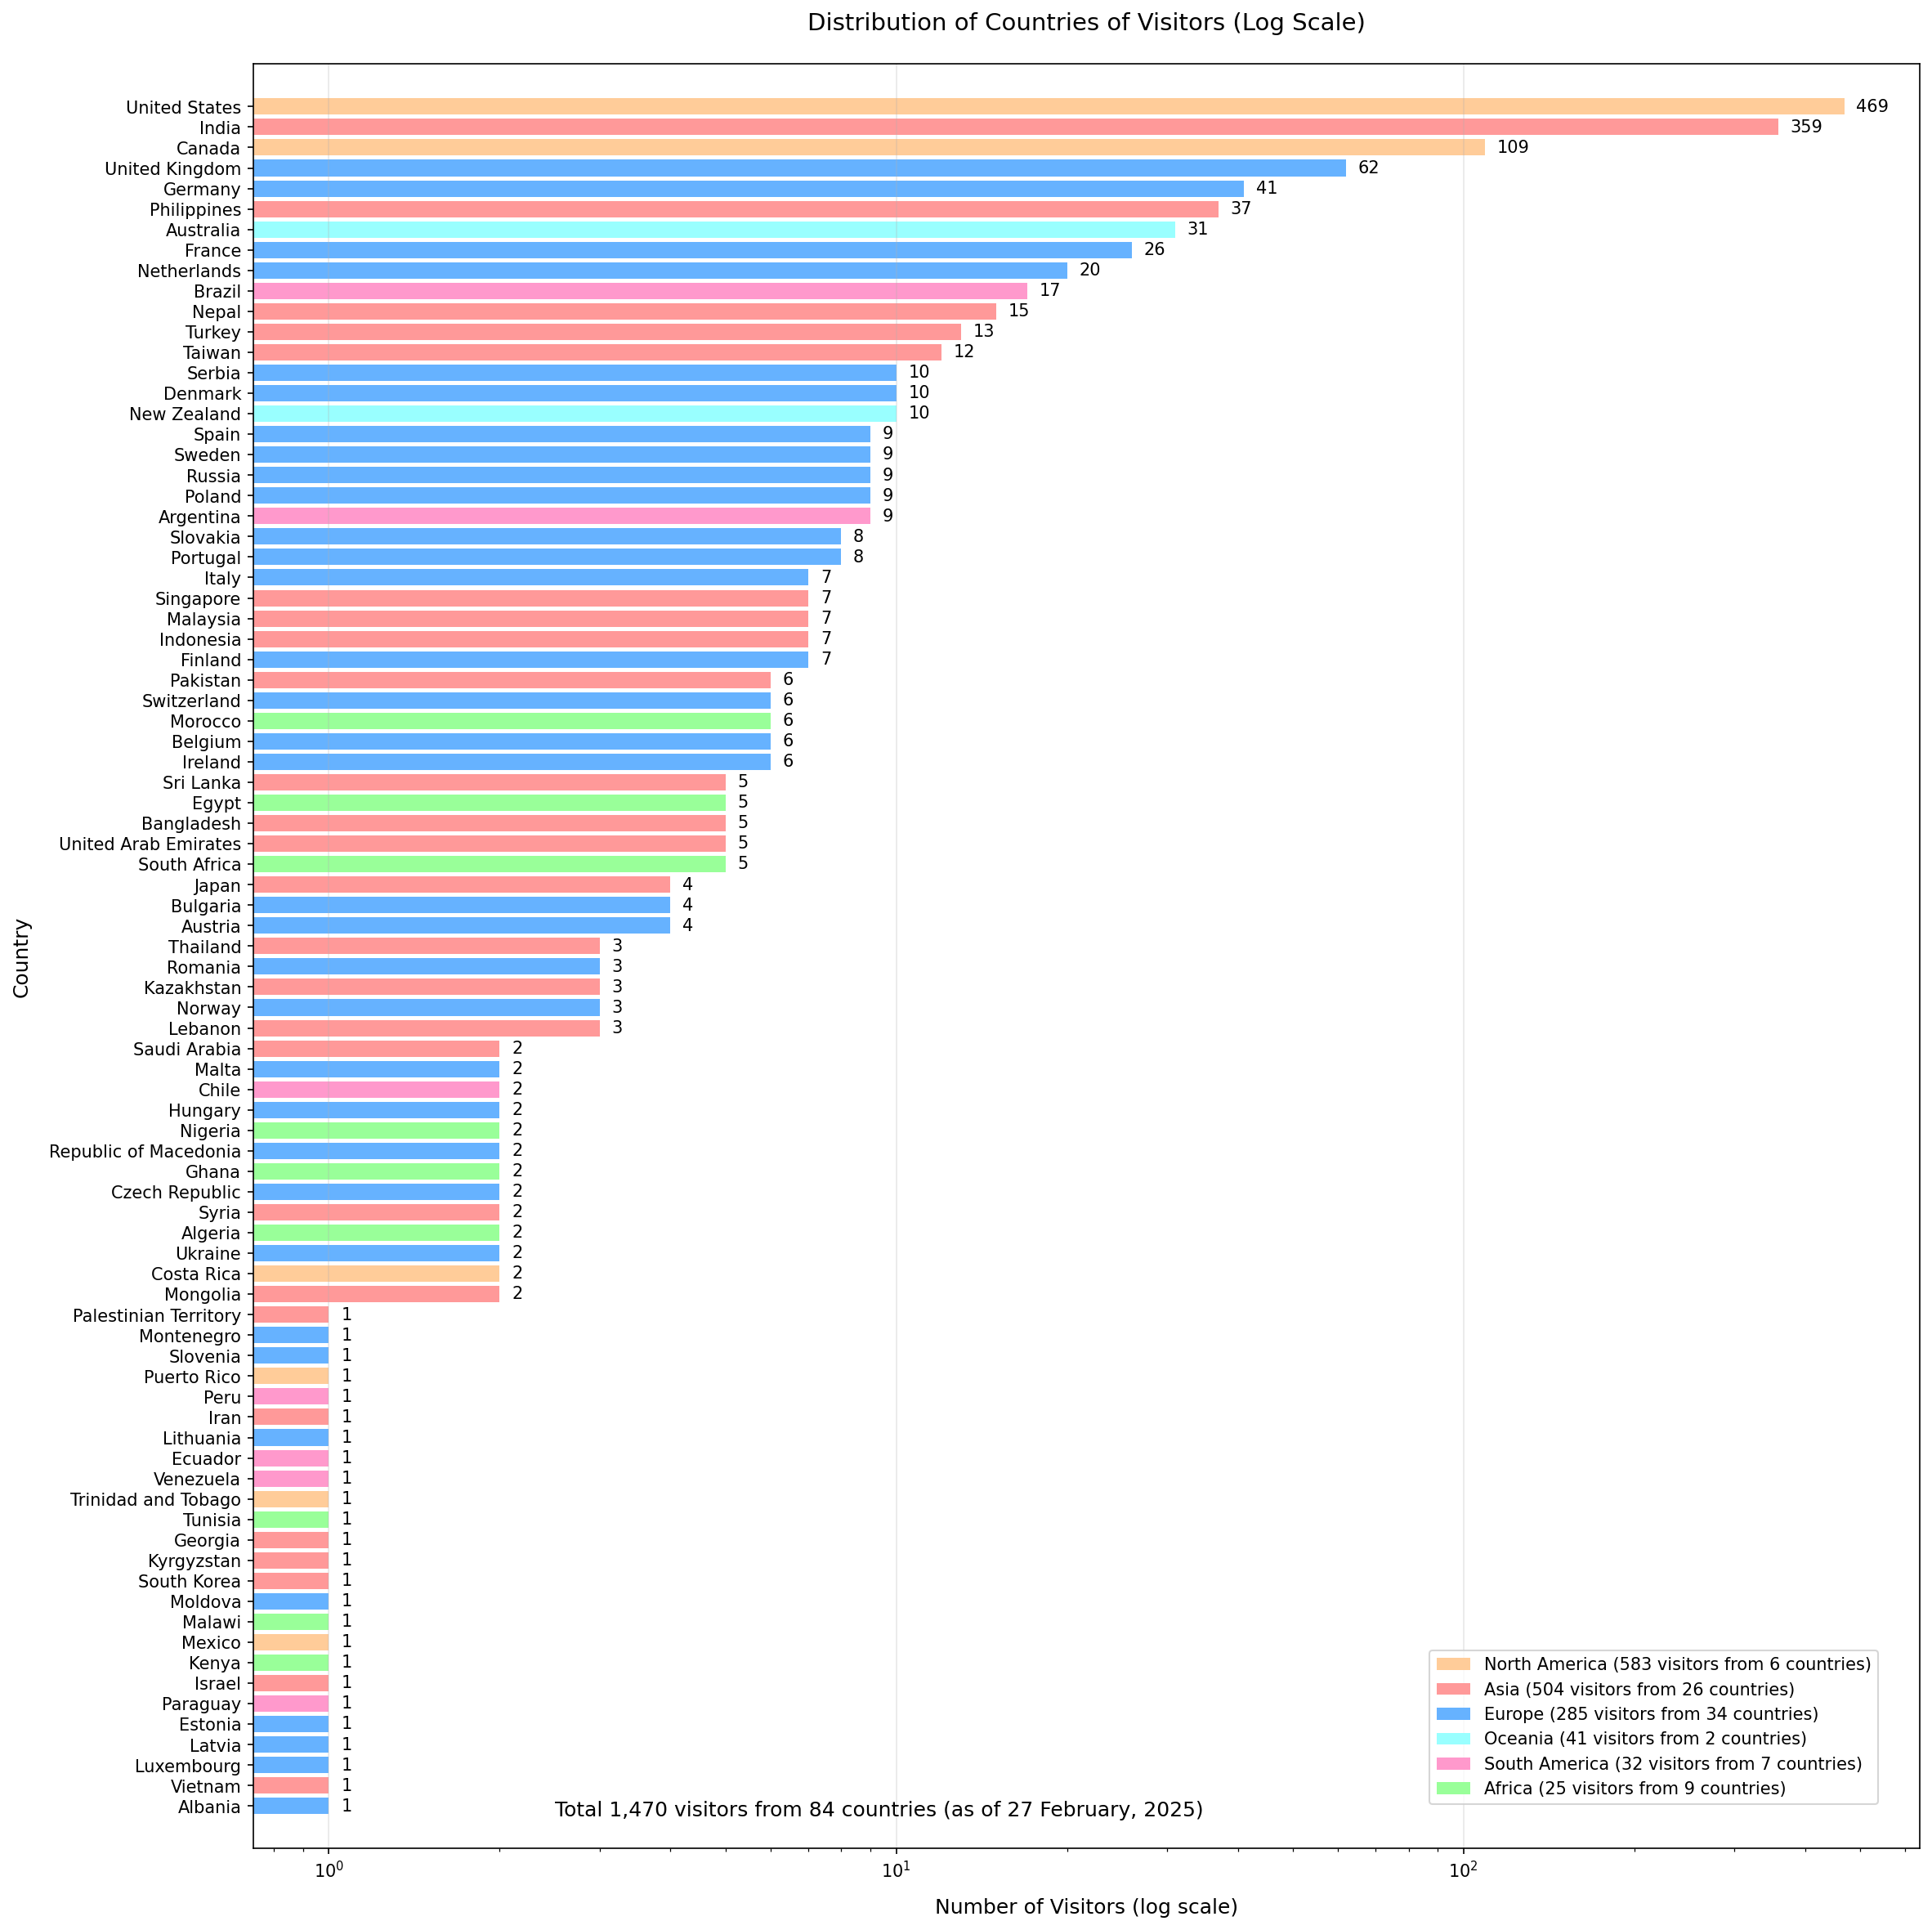 Distribution of Countries of Visitors (Log Scale)
Country
United States 469
India 359
Canada 109
United Kingdom 62
Germany 41
Philippines 37
Australia 31
France 26
Netherlands 20
Brazil 17
Nepal 15
Turkey 13
Taiwan 12
Serbia 10
Denmark 10
New Zealand 10
Spain 9
Sweden 9
Russia 9
Poland 9
Argentina 9
Slovakia 8
Portugal 8
Italy 7
Singapore 7
Malaysia 7
Indonesia 7
Finland 7
Pakistan 6
Switzerland 6
Morocco 6
Belgium 6
Ireland 6
Sri Lanka 5
Egypt 5
Bangladesh 5
United Arab Emirates 5
South Africa 5
Japan 4
Bulgaria 4
Austria 4
Thailand 3
Romania 3
Kazakhstan 3
Norway 3
Lebanon 3
Saudi Arabia 2
Malta 2
Chile 2
Hungary 2
Nigeria 2
Republic of Macedonia 2
Ghana 2
Czech Republic 2
Syria 2
Algeria 2
Ukraine 2
Costa Rica 2
Mongolia 2
Palestinian Territory 1
Montenegro 1
Slovenia 1
Puerto Rico 1
Peru 1
Iran 1
Lithuania 1
Ecuador 1
Venezuela 1
Trinidad and Tobago 1
Tunisia 1
Georgia 1
Kyrgyzstan 1
South Korea 1
Moldova 1
Malawi 1
Mexico 1
Kenya 1
Israel 1
Paraguay 1
Estonia 1
Latvia 1
Luxembourg 1
Vietnam 1
Albania 1
North America (583 visitors from 6 countries)
Asia (504 visitors from 26 countries)
Europe (285 visitors from 34 countries)
Oceania (41 visitors from 2 countries)
South America (32 visitors from 7 countries)
Africa (25 visitors from 9 countries)
Total 1,470 visitors from 84 countries (as of 27 February, 2025)
10⁰ 10¹ 10²
Number of Visitors (log scale)